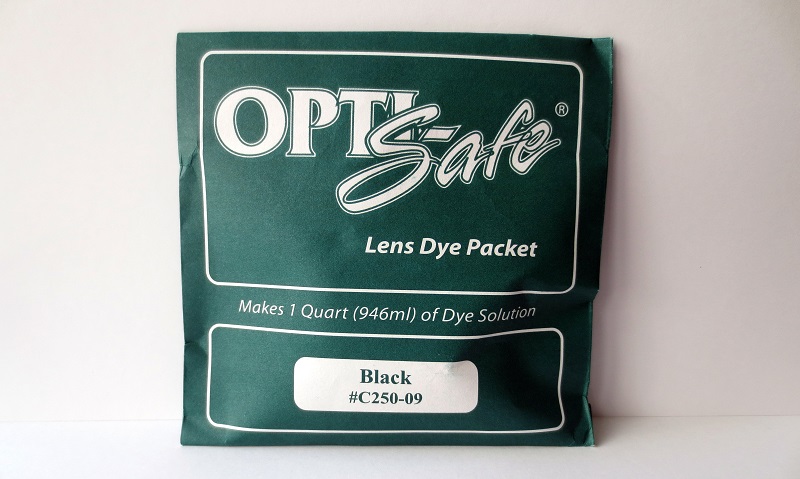 OPTI-Safe®
Lens Dye Packet
Makes 1 Quart (946ml) of Dye Solution
Black
#C250-09